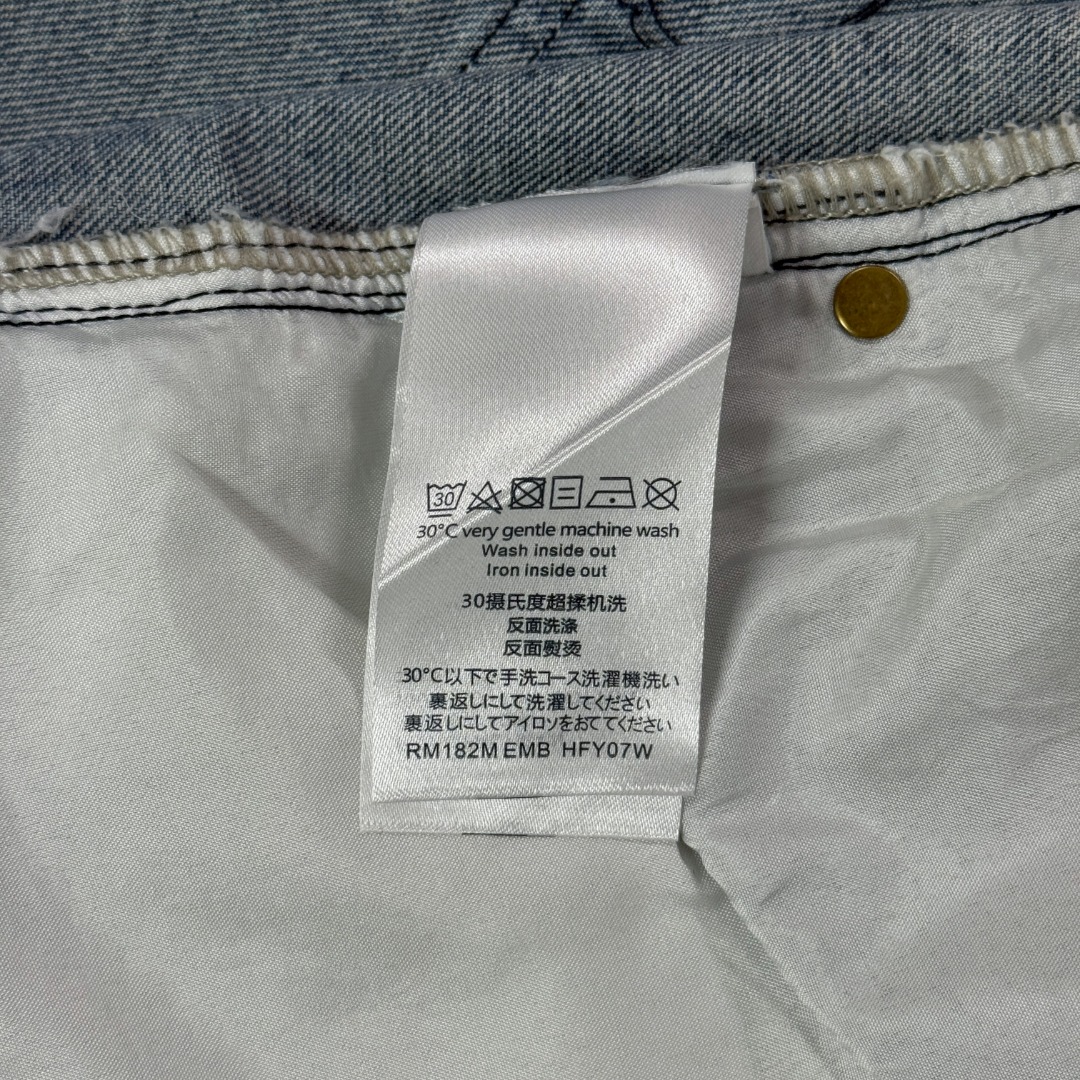 30
30°C very gentle machine wash
Wash inside out
Iron inside out
30摄氏度超揉机洗
反面洗涤
反面熨烫
30°C以下で手洗コース洗濯機洗い
裏返しにして洗濯してください
裏返しにしてアイロソをおててください
RM182M EMB HFY07W